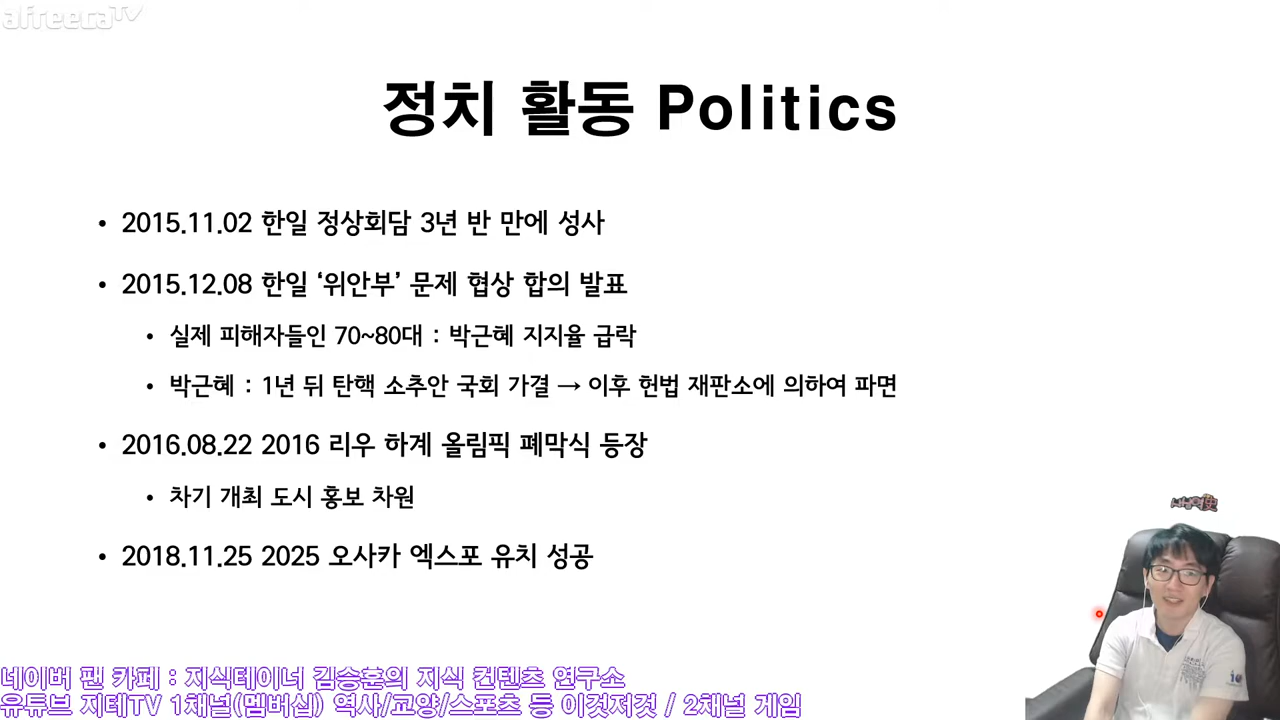 afreecaTV
정치 활동 Politics
• 2015.11.02 한일 정상회담 3년 반 만에 성사
• 2015.12.08 한일 ‘위안부’ 문제 협상 합의 발표
• 실제 피해자들인 70~80대 : 박근혜 지지율 급락
• 박근혜 : 1년 뒤 탄핵 소추안 국회 가결 → 이후 헌법 재판소에 의하여 파면
• 2016.08.22 2016 리우 하계 올림픽 폐막식 등장
• 차기 개최 도시 홍보 차원
• 2018.11.25 2025 오사카 엑스포 유치 성공
네이버 팬 카페 : 지식테이너 김승훈의 지식 컨텐츠 연구소
유튜브 지테TV 1채널(멤버십) 역사/교양/스포츠 등 이것저것 / 2채널 게임